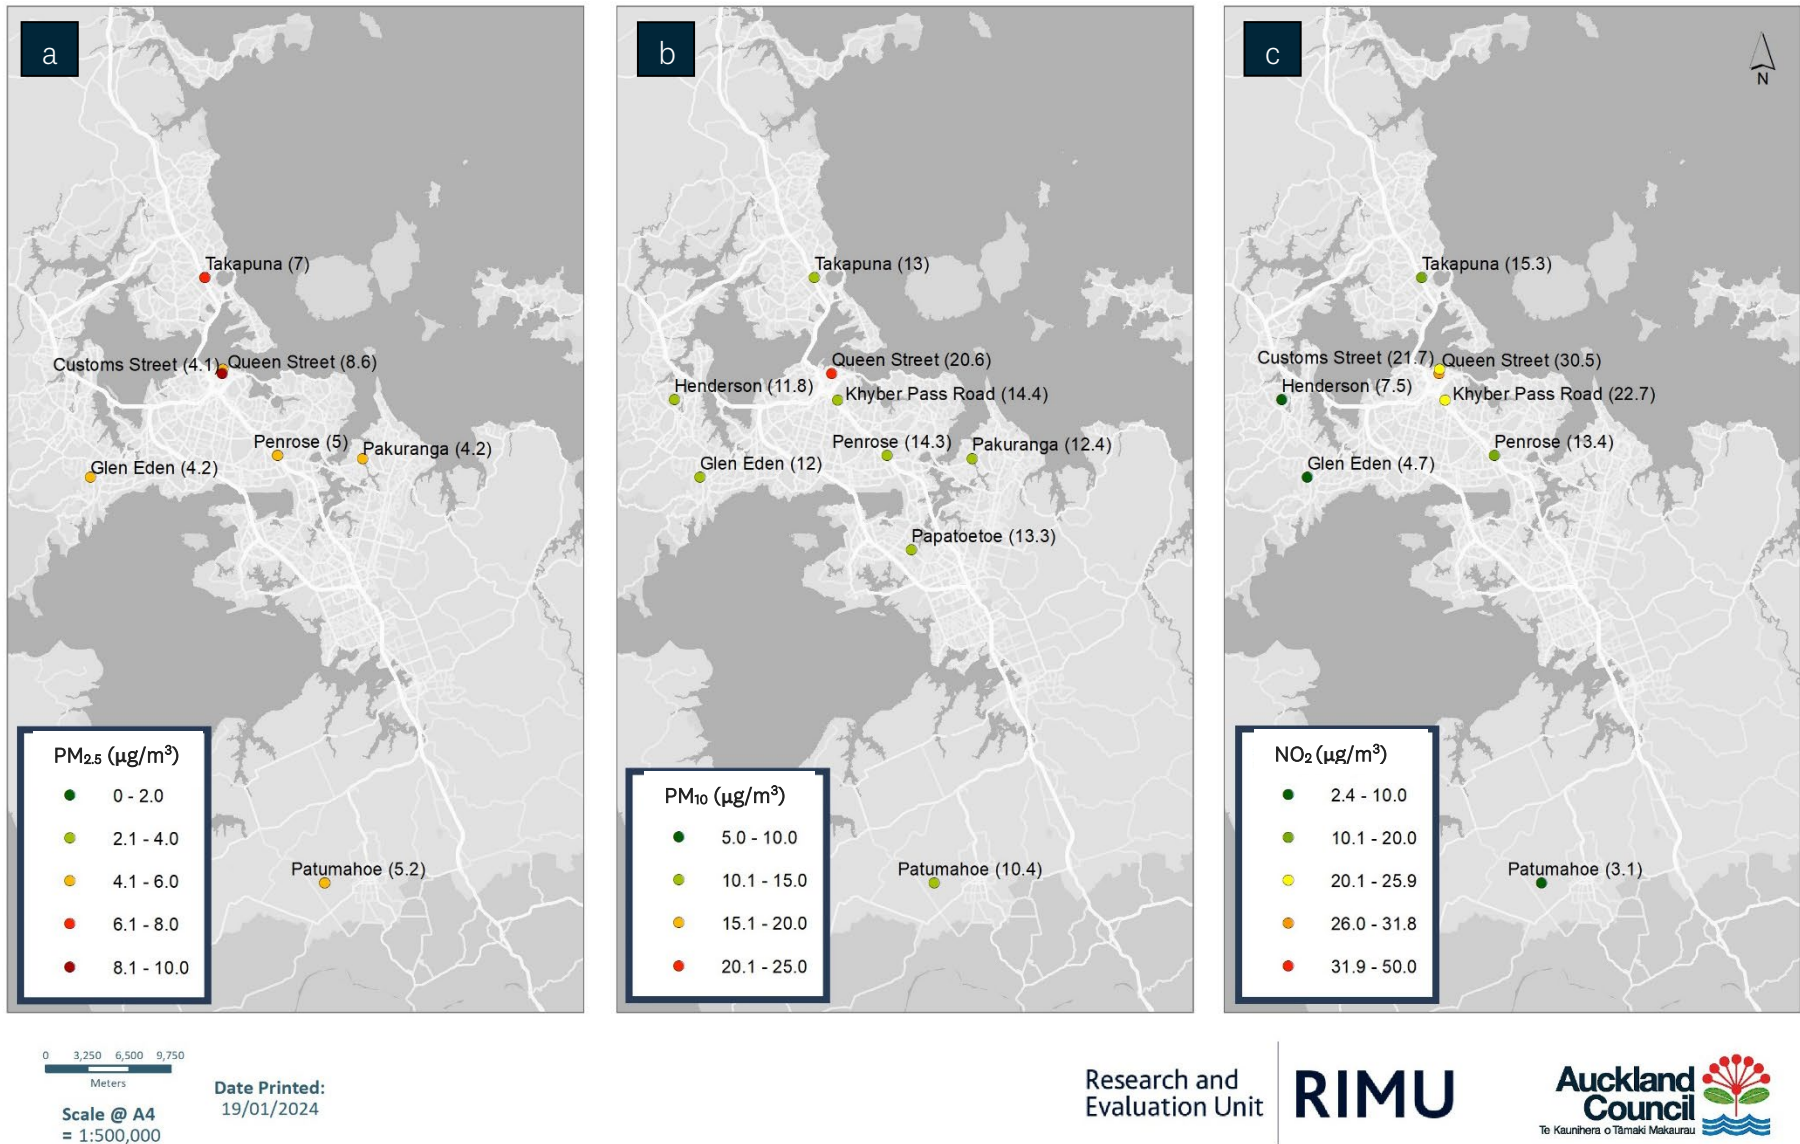 a
Takapuna (7)
Customs Street (4.1)
Queen Street (8.6)
Penrose (5)
Pakuranga (4.2)
Glen Eden (4.2)
Patumahoe (5.2)
PM₂.₅ (µg/m³)
0 - 2.0
2.1 - 4.0
4.1 - 6.0
6.1 - 8.0
8.1 - 10.0
b
Takapuna (13)
Queen Street (20.6)
Henderson (11.8)
Khyber Pass Road (14.4)
Penrose (14.3)
Pakuranga (12.4)
Glen Eden (12)
Papatoetoe (13.3)
Patumahoe (10.4)
PM₁₀ (µg/m³)
5.0 - 10.0
10.1 - 15.0
15.1 - 20.0
20.1 - 25.0
c
N
Takapuna (15.3)
Customs Street (21.7)
Queen Street (30.5)
Henderson (7.5)
Khyber Pass Road (22.7)
Penrose (13.4)
Glen Eden (4.7)
Patumahoe (3.1)
NO₂ (µg/m³)
2.4 - 10.0
10.1 - 20.0
20.1 - 25.9
26.0 - 31.8
31.9 - 50.0
0 3,250 6,500 9,750
Meters
Scale @ A4
= 1:500,000
Date Printed:
19/01/2024
Research and
Evaluation Unit
RIMU
Auckland
Council
Te Kaunihera o Tāmaki Makaurau